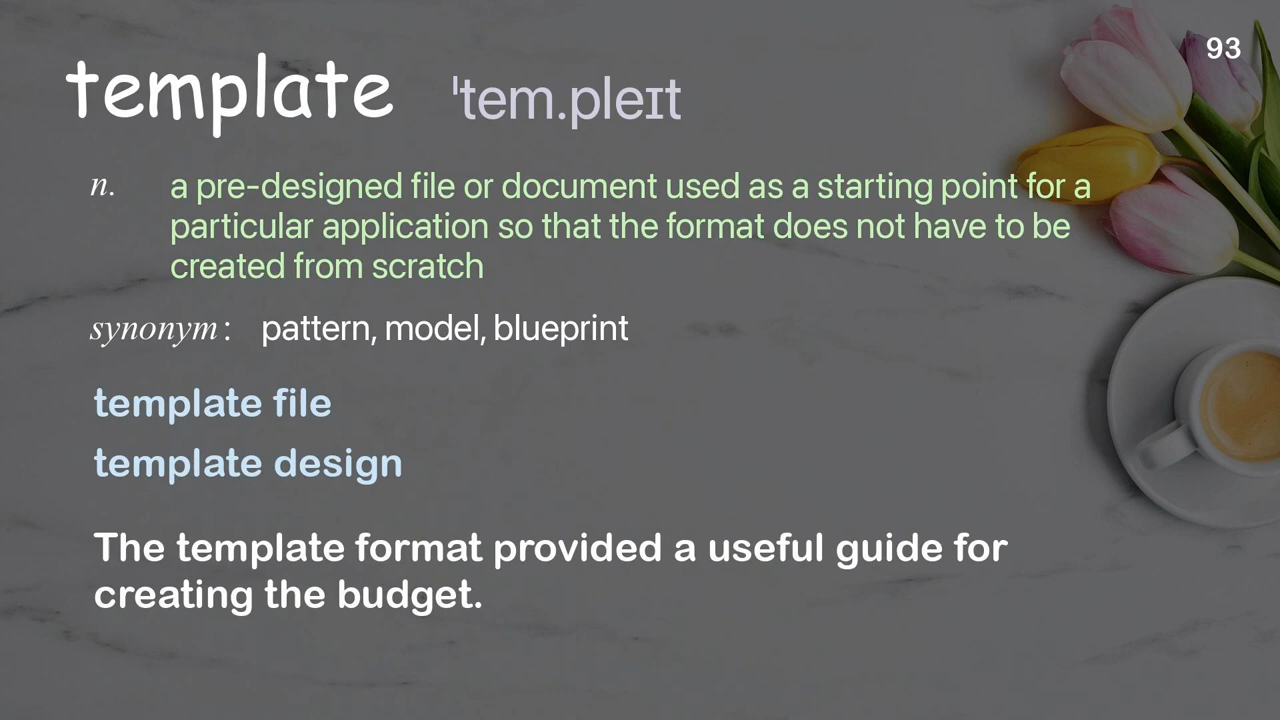 93
template ˈtem.pleɪt
n. a pre-designed file or document used as a starting point for a
particular application so that the format does not have to be
created from scratch
synonym: pattern, model, blueprint
template file
template design
The template format provided a useful guide for
creating the budget.